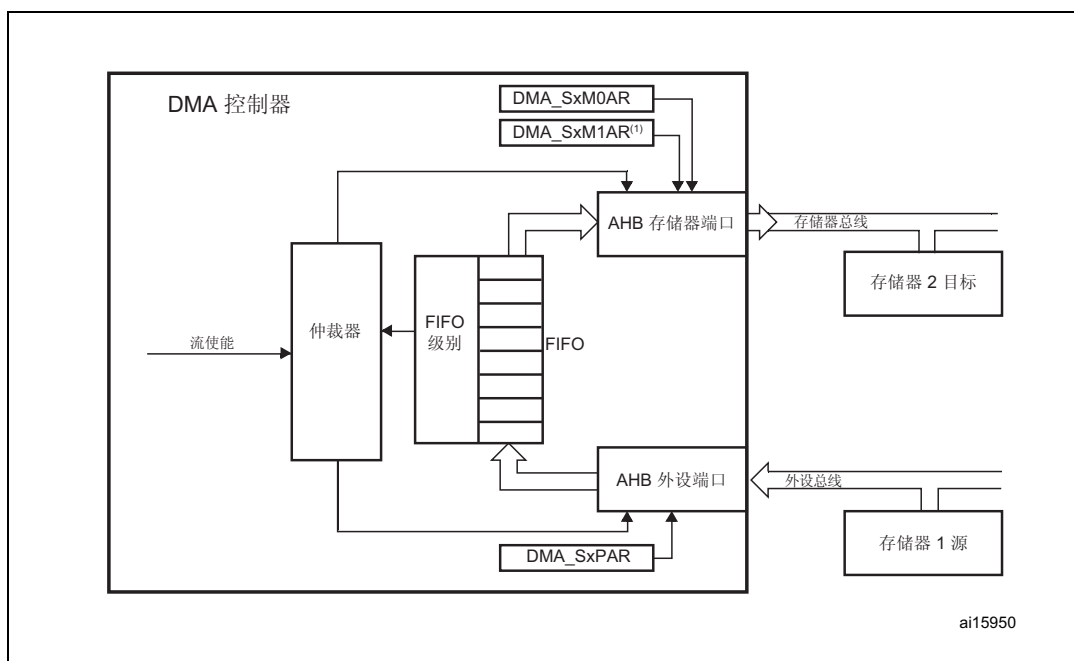 DMA 控制器
DMA_SxM0AR
DMA_SxM1AR(1)
AHB 存储器端口
存储器总线
存储器 2 目标
仲裁器
FIFO
级别
FIFO
流使能
AHB 外设端口
外设总线
存储器 1 源
DMA_SxPAR
ai15950